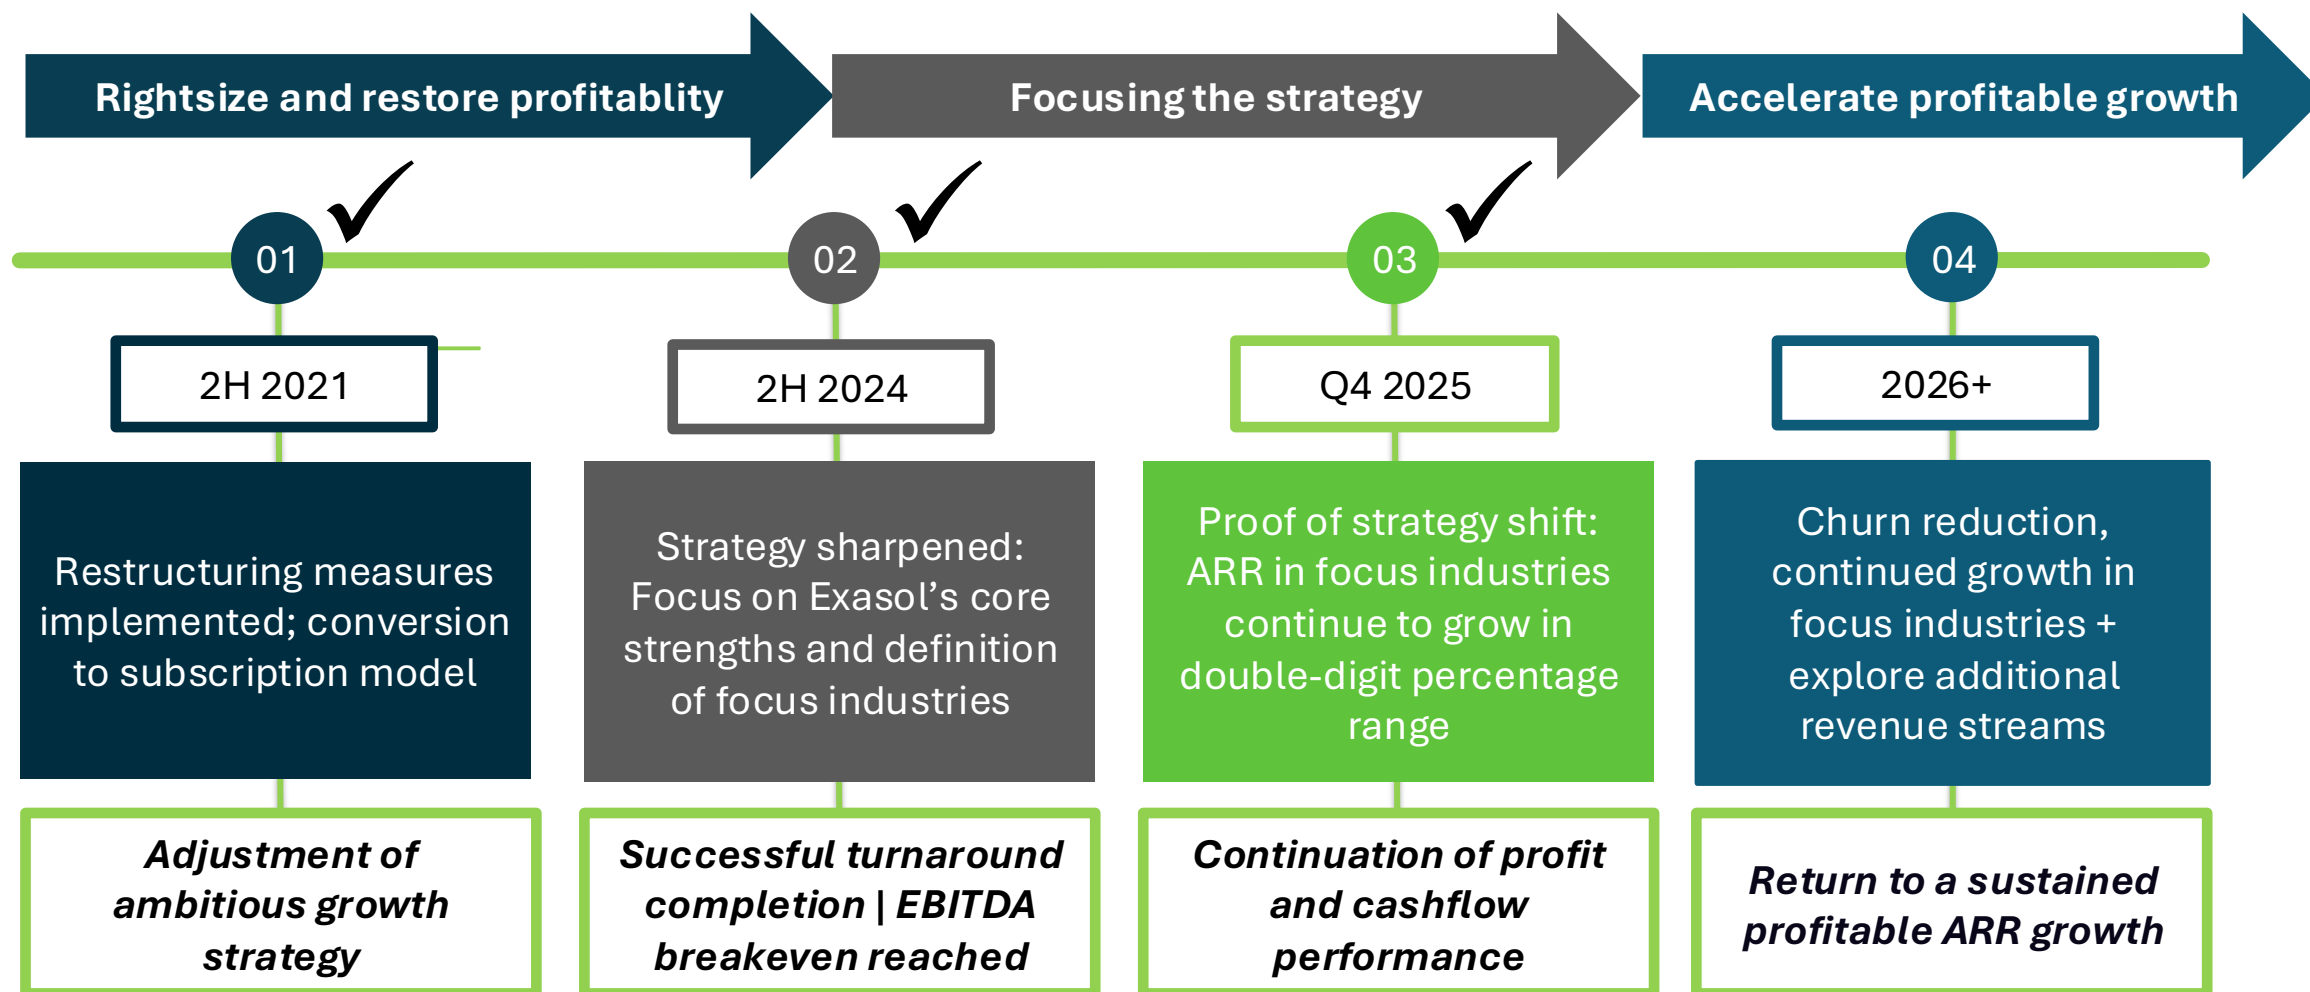 Rightsize and restore profitablity
Focusing the strategy
Accelerate profitable growth
01
02
03
04
2H 2021
2H 2024
Q4 2025
2026+
Restructuring measures
implemented; conversion
to subscription model
Strategy sharpened:
Focus on Exasol’s core
strengths and definition
of focus industries
Proof of strategy shift:
ARR in focus industries
continue to grow in
double-digit percentage
range
Churn reduction,
continued growth in
focus industries +
explore additional
revenue streams
Adjustment of
ambitious growth
strategy
Successful turnaround
completion | EBITDA
breakeven reached
Continuation of profit
and cashflow
performance
Return to a sustained
profitable ARR growth